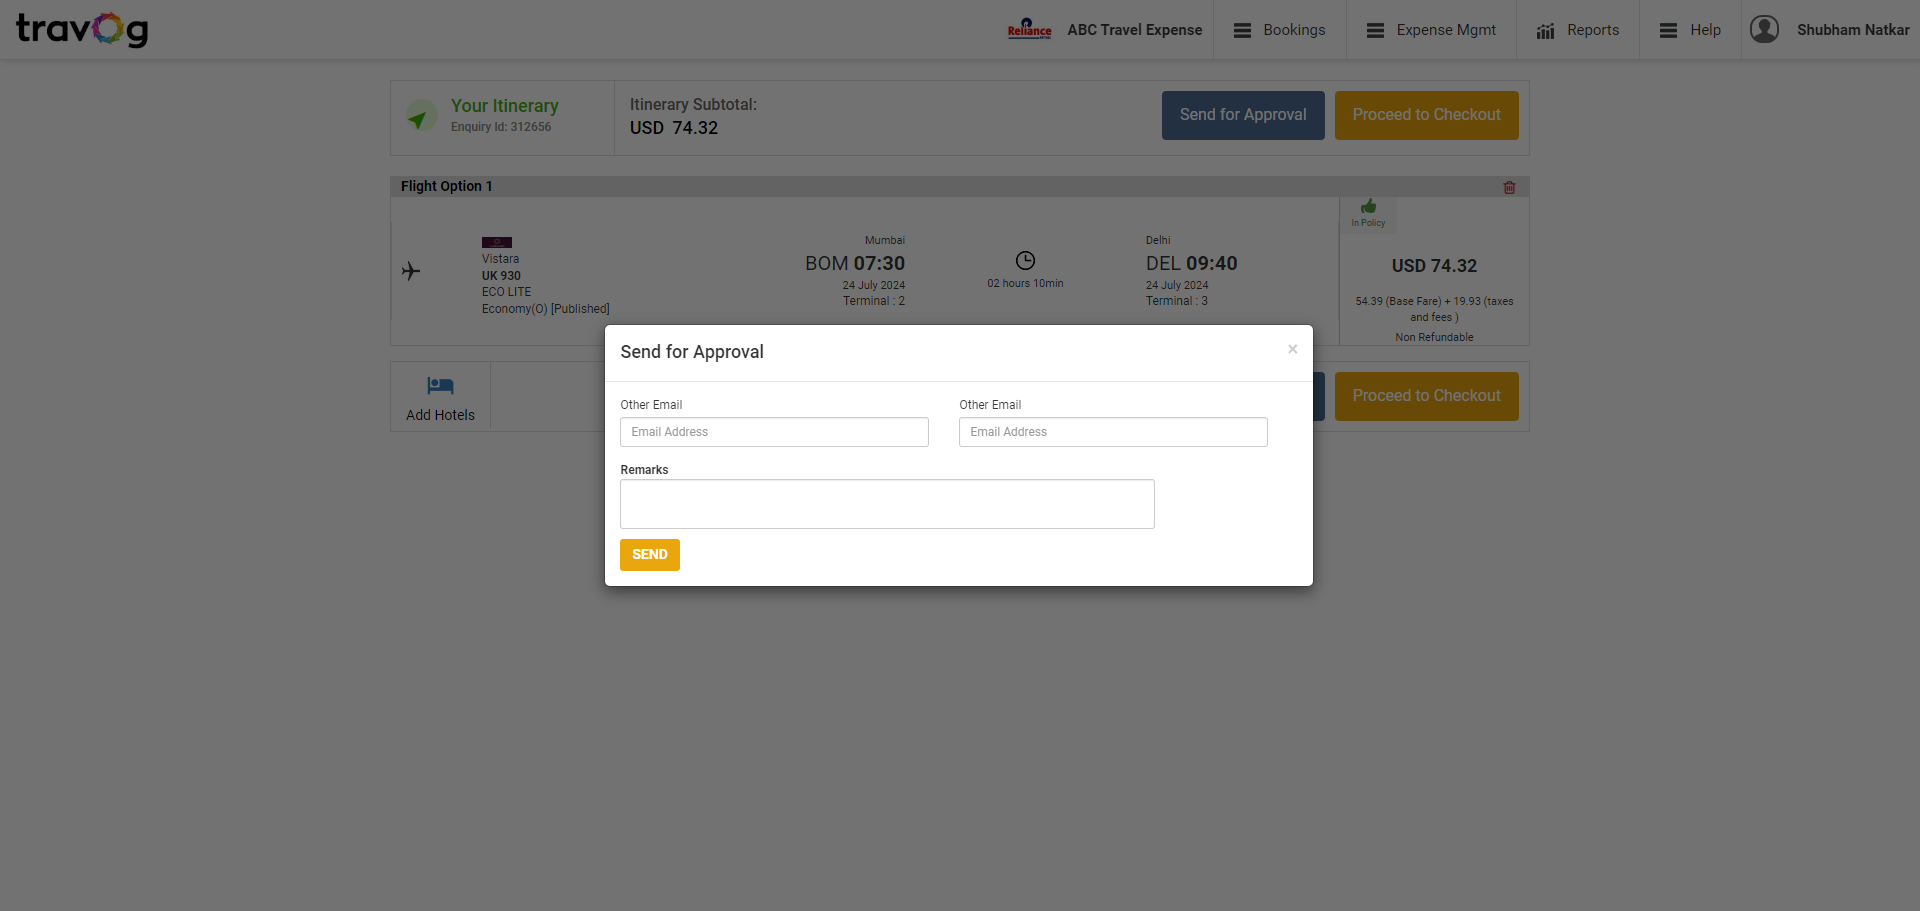 travog
Reliance
ABC Travel Expense
Bookings
Expense Mgmt
Reports
Help
Shubham Natkar
Your Itinerary
Enquiry Id: 312656
Itinerary Subtotal:
USD 74.32
Send for Approval
Proceed to Checkout
Flight Option 1
In Policy
Vistara
UK 930
ECO LITE
Economy(O) [Published]
Mumbai
BOM 07:30
24 July 2024
Terminal : 2
02 hours 10min
Delhi
DEL 09:40
24 July 2024
Terminal : 3
USD 74.32
54.39 (Base Fare) + 19.93 (taxes
and fees )
Non Refundable
Add Hotels
Proceed to Checkout
Send for Approval
×
Other Email
Email Address
Other Email
Email Address
Remarks
SEND